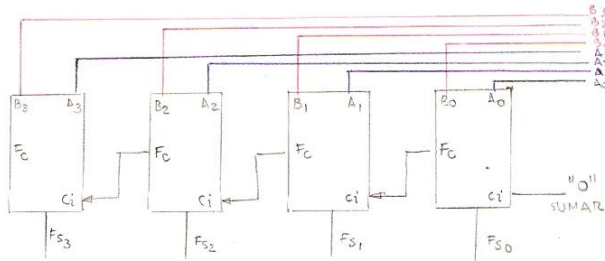 B3 A3 B2 A2 B1 A1 B0 A0
Fc Fc Fc Fc
Ci Ci Ci Ci "0"
SUMAR
Fs3 Fs2 Fs1 Fs0